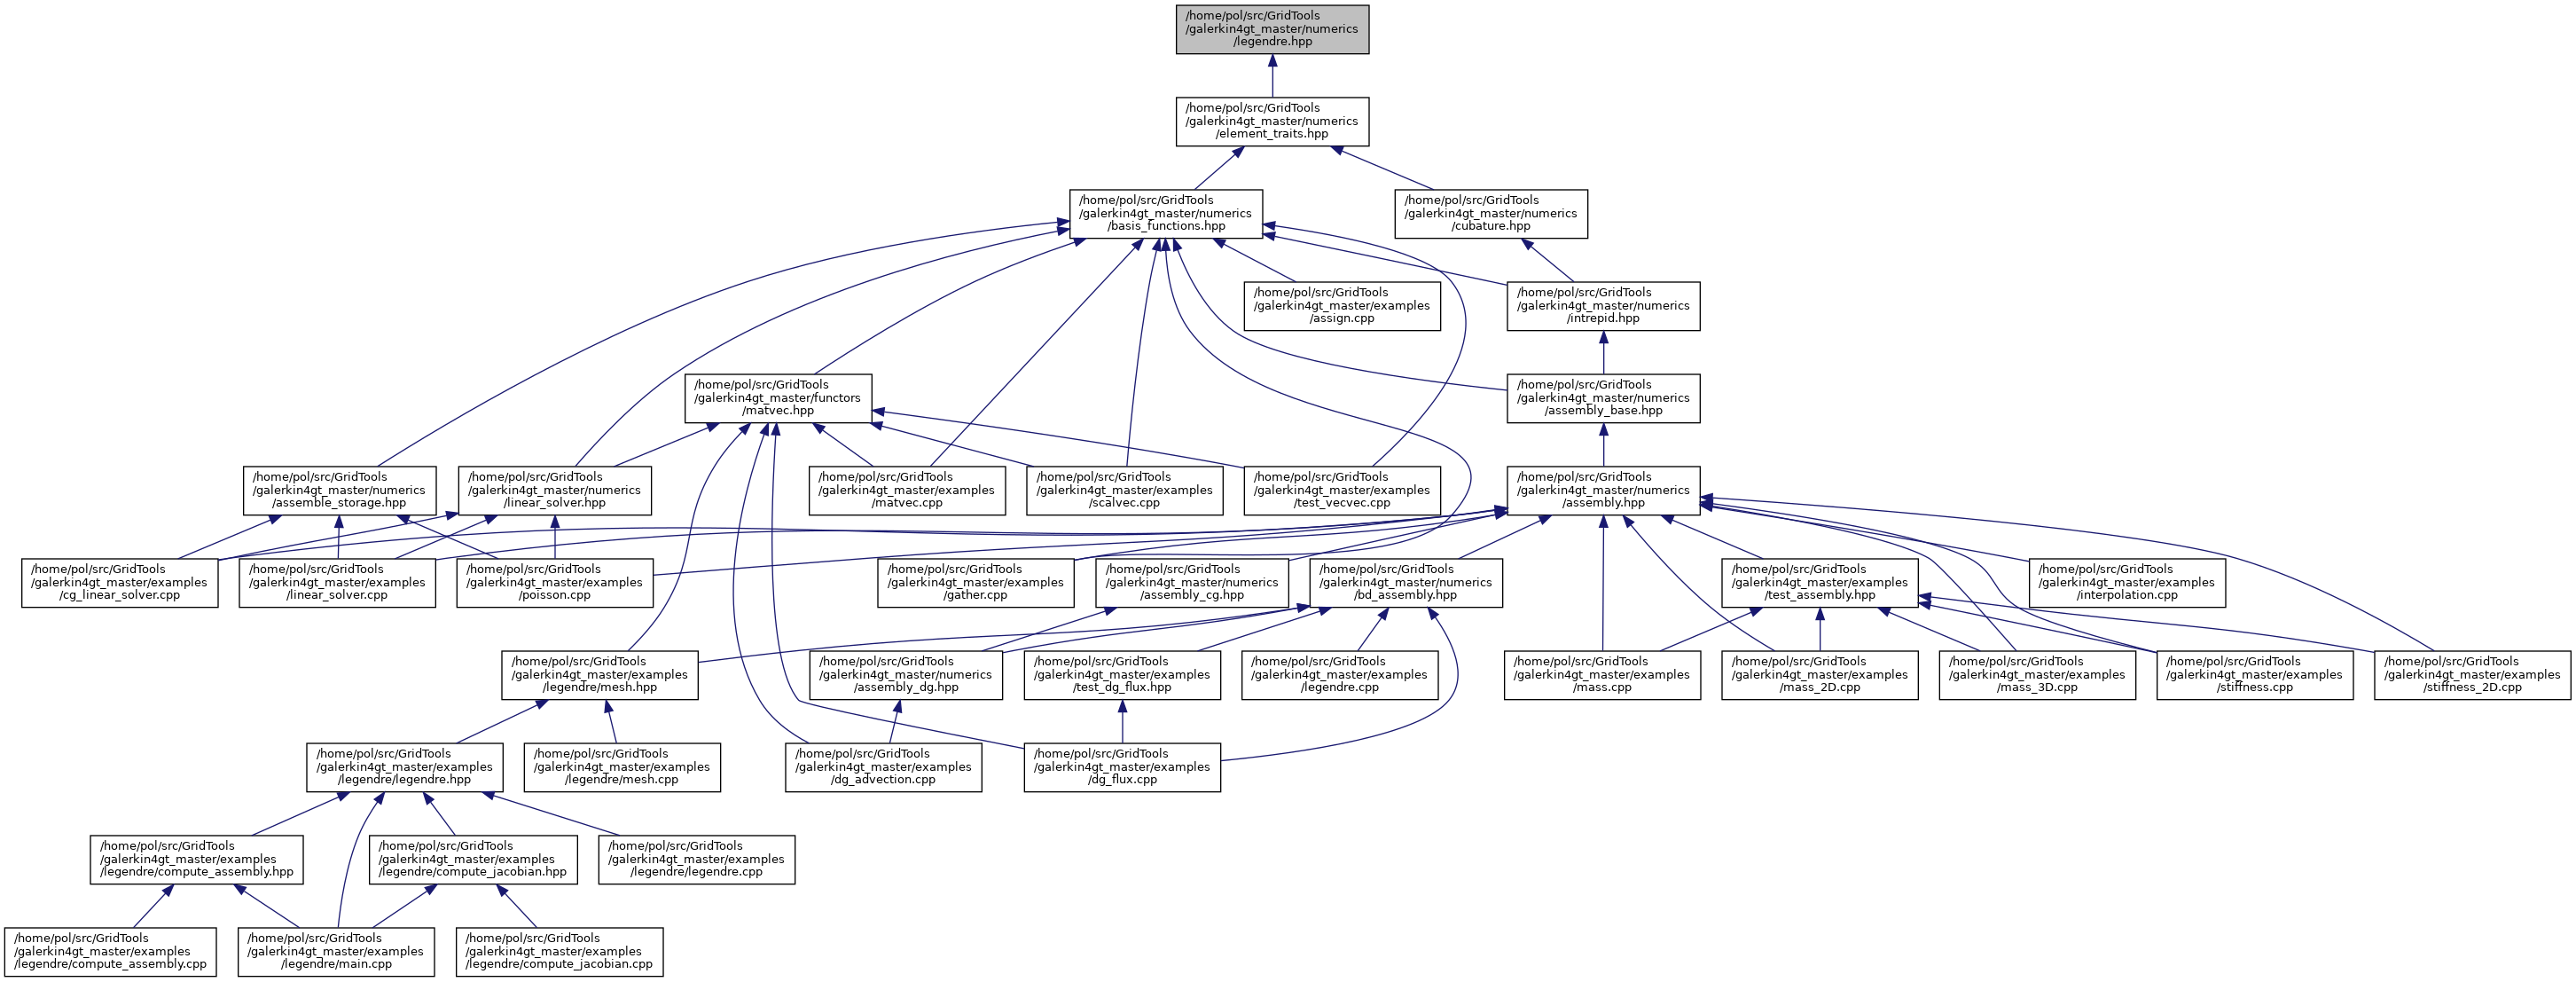 /home/pol/src/GridTools
/galerkin4gt_master/numerics
/legendre.hpp
/home/pol/src/GridTools
/galerkin4gt_master/numerics
/element_traits.hpp
/home/pol/src/GridTools
/galerkin4gt_master/numerics
/basis_functions.hpp
/home/pol/src/GridTools
/galerkin4gt_master/numerics
/cubature.hpp
/home/pol/src/GridTools
/galerkin4gt_master/examples
/assign.cpp
/home/pol/src/GridTools
/galerkin4gt_master/numerics
/intrepid.hpp
/home/pol/src/GridTools
/galerkin4gt_master/functors
/matvec.hpp
/home/pol/src/GridTools
/galerkin4gt_master/numerics
/assembly_base.hpp
/home/pol/src/GridTools
/galerkin4gt_master/numerics
/assemble_storage.hpp
/home/pol/src/GridTools
/galerkin4gt_master/numerics
/linear_solver.hpp
/home/pol/src/GridTools
/galerkin4gt_master/examples
/matvec.cpp
/home/pol/src/GridTools
/galerkin4gt_master/examples
/scalvec.cpp
/home/pol/src/GridTools
/galerkin4gt_master/examples
/test_vecvec.cpp
/home/pol/src/GridTools
/galerkin4gt_master/numerics
/assembly.hpp
/home/pol/src/GridTools
/galerkin4gt_master/examples
/cg_linear_solver.cpp
/home/pol/src/GridTools
/galerkin4gt_master/examples
/linear_solver.cpp
/home/pol/src/GridTools
/galerkin4gt_master/examples
/poisson.cpp
/home/pol/src/GridTools
/galerkin4gt_master/examples
/gather.cpp
/home/pol/src/GridTools
/galerkin4gt_master/numerics
/assembly_cg.hpp
/home/pol/src/GridTools
/galerkin4gt_master/numerics
/bd_assembly.hpp
/home/pol/src/GridTools
/galerkin4gt_master/examples
/test_assembly.hpp
/home/pol/src/GridTools
/galerkin4gt_master/examples
/interpolation.cpp
/home/pol/src/GridTools
/galerkin4gt_master/examples
/legendre/mesh.hpp
/home/pol/src/GridTools
/galerkin4gt_master/numerics
/assembly_dg.hpp
/home/pol/src/GridTools
/galerkin4gt_master/examples
/test_dg_flux.hpp
/home/pol/src/GridTools
/galerkin4gt_master/examples
/legendre.cpp
/home/pol/src/GridTools
/galerkin4gt_master/examples
/mass.cpp
/home/pol/src/GridTools
/galerkin4gt_master/examples
/mass_2D.cpp
/home/pol/src/GridTools
/galerkin4gt_master/examples
/mass_3D.cpp
/home/pol/src/GridTools
/galerkin4gt_master/examples
/stiffness.cpp
/home/pol/src/GridTools
/galerkin4gt_master/examples
/stiffness_2D.cpp
/home/pol/src/GridTools
/galerkin4gt_master/examples
/legendre/legendre.hpp
/home/pol/src/GridTools
/galerkin4gt_master/examples
/legendre/mesh.cpp
/home/pol/src/GridTools
/galerkin4gt_master/examples
/dg_advection.cpp
/home/pol/src/GridTools
/galerkin4gt_master/examples
/dg_flux.cpp
/home/pol/src/GridTools
/galerkin4gt_master/examples
/legendre/compute_assembly.hpp
/home/pol/src/GridTools
/galerkin4gt_master/examples
/legendre/compute_jacobian.hpp
/home/pol/src/GridTools
/galerkin4gt_master/examples
/legendre/legendre.cpp
/home/pol/src/GridTools
/galerkin4gt_master/examples
/legendre/compute_assembly.cpp
/home/pol/src/GridTools
/galerkin4gt_master/examples
/legendre/main.cpp
/home/pol/src/GridTools
/galerkin4gt_master/examples
/legendre/compute_jacobian.cpp